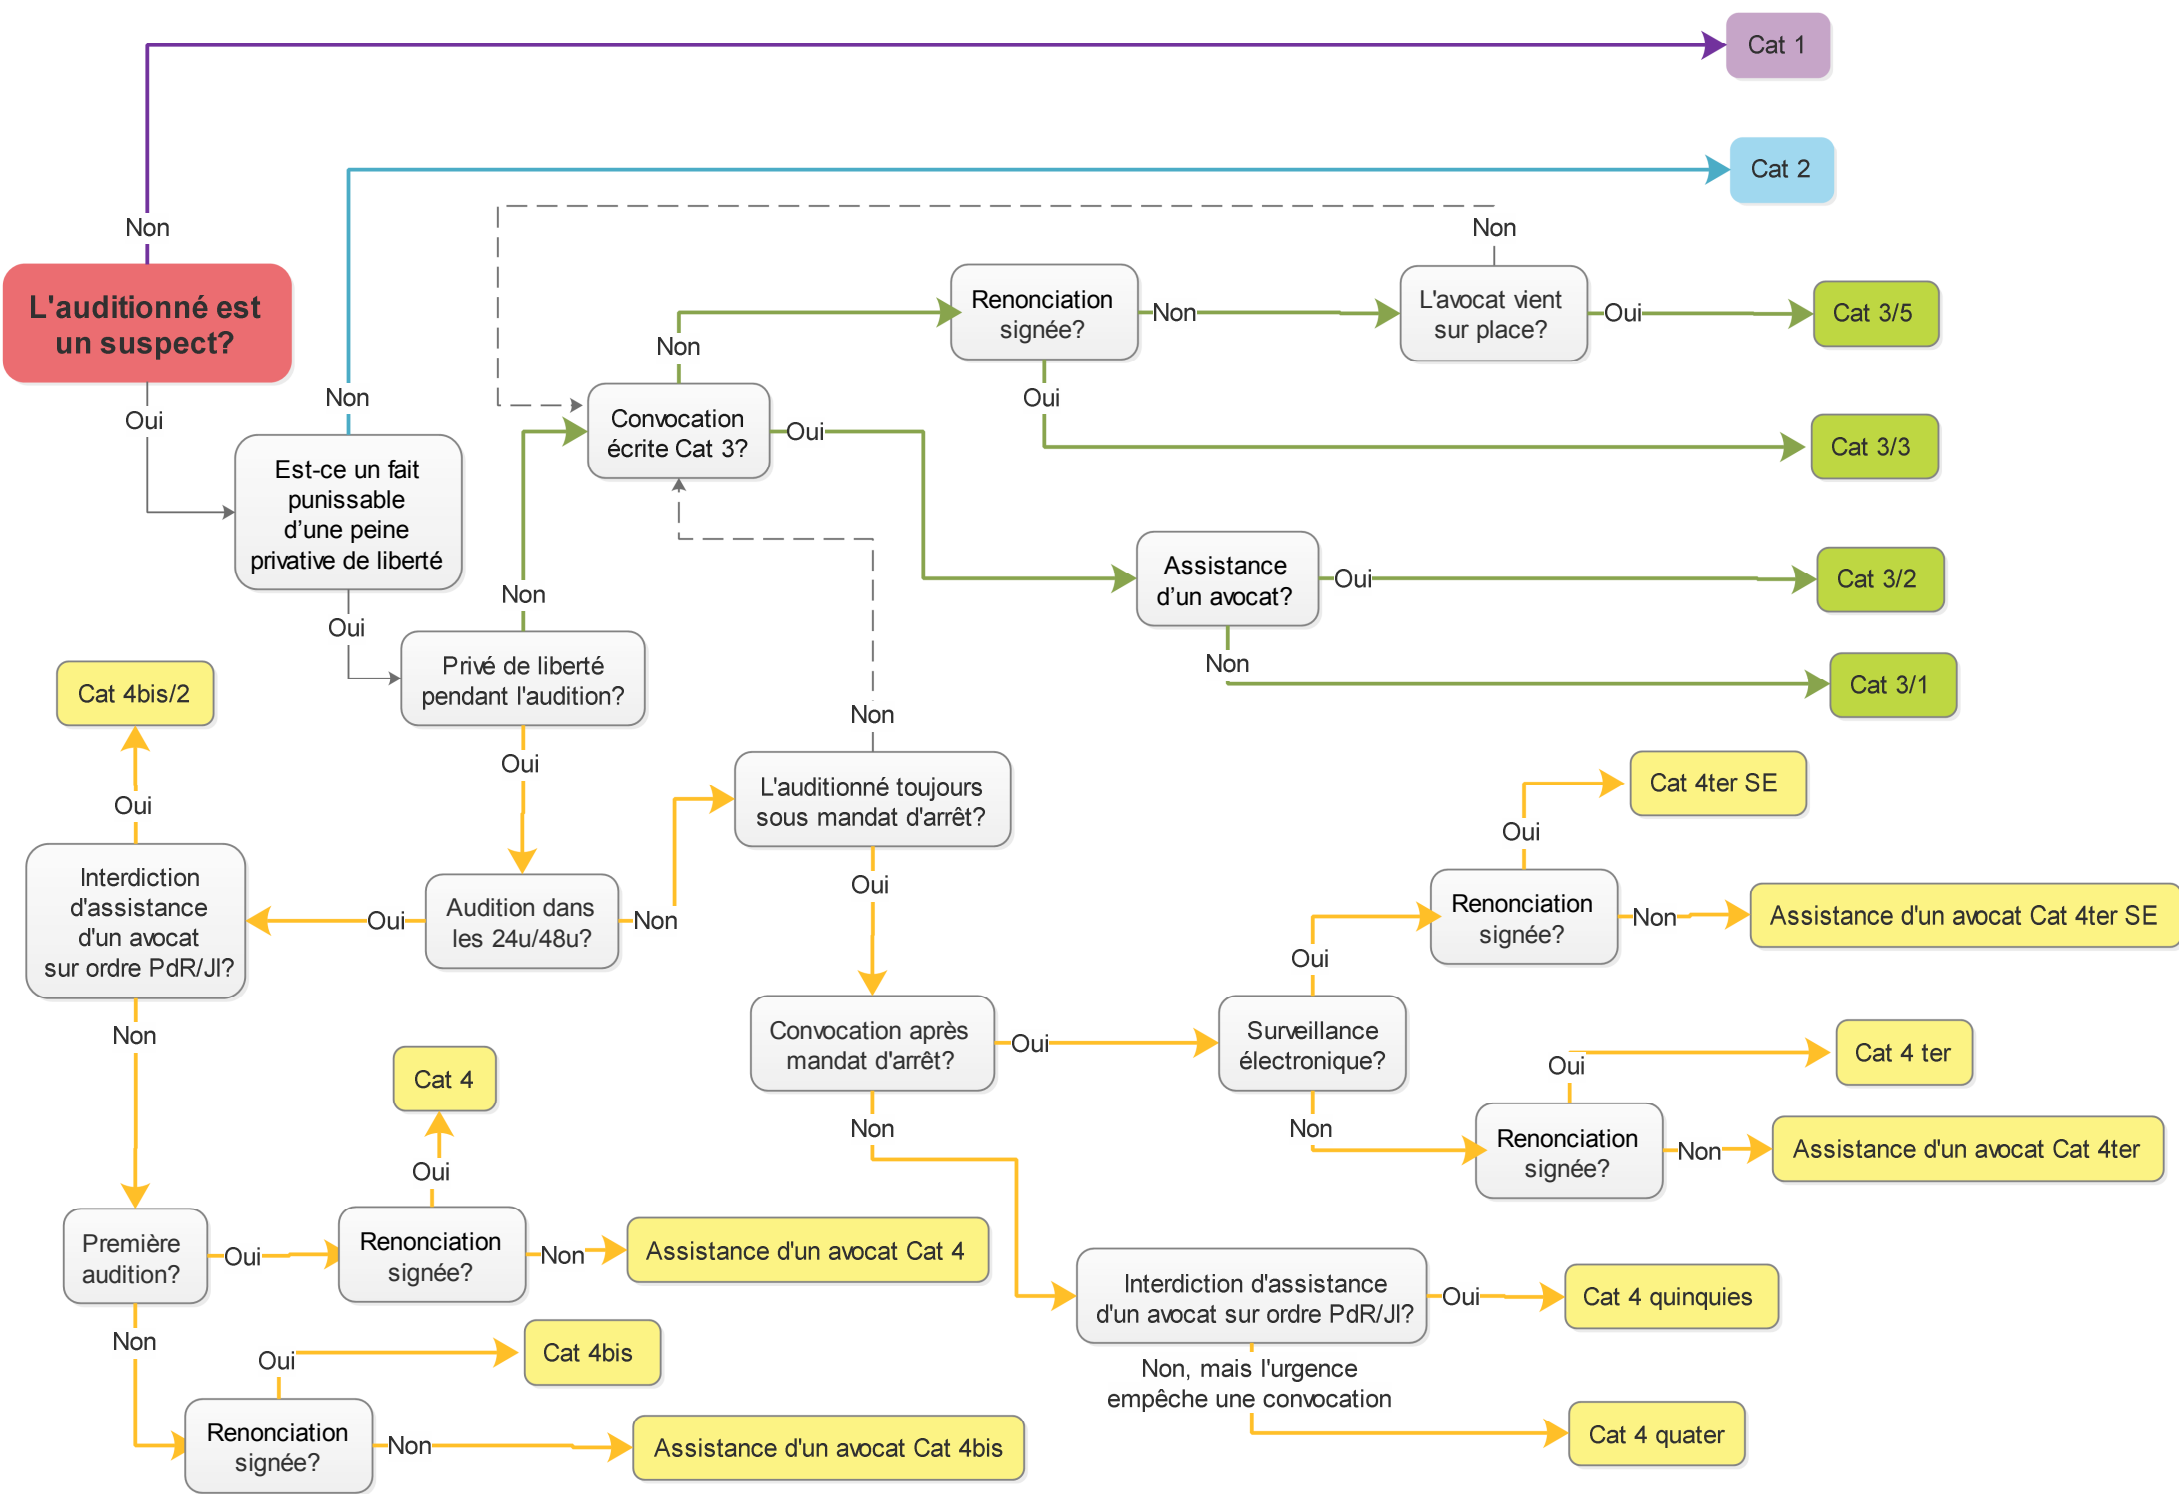 Cat 1
Cat 2
Non
Non
L'auditionné est
un suspect?
Renonciation
signée?
Non
L'avocat vient
sur place?
Oui
Cat 3/5
Non
Non
Oui
Cat 3/3
Oui
Convocation
écrite Cat 3?
Oui
Est-ce un fait
punissable
d’une peine
privative de liberté
Assistance
d’un avocat?
Oui
Cat 3/2
Non
Oui
Non
Cat 3/1
Privé de liberté
pendant l'audition?
Cat 4bis/2
Non
Oui
L'auditionné toujours
sous mandat d'arrêt?
Cat 4ter SE
Oui
Oui
Interdiction
d'assistance
d'un avocat
sur ordre PdR/JI?
Oui
Audition dans
les 24u/48u?
Non
Oui
Renonciation
signée?
Non
Assistance d'un avocat Cat 4ter SE
Oui
Non
Convocation après
mandat d'arrêt?
Oui
Surveillance
électronique?
Oui
Cat 4 ter
Cat 4
Non
Non
Renonciation
signée?
Non
Assistance d'un avocat Cat 4ter
Oui
Première
audition?
Oui
Renonciation
signée?
Non
Assistance d'un avocat Cat 4
Interdiction d'assistance
d'un avocat sur ordre PdR/JI?
Oui
Cat 4 quinquies
Non
Oui
Cat 4bis
Non, mais l'urgence
empêche une convocation
Cat 4 quater
Renonciation
signée?
Non
Assistance d'un avocat Cat 4bis